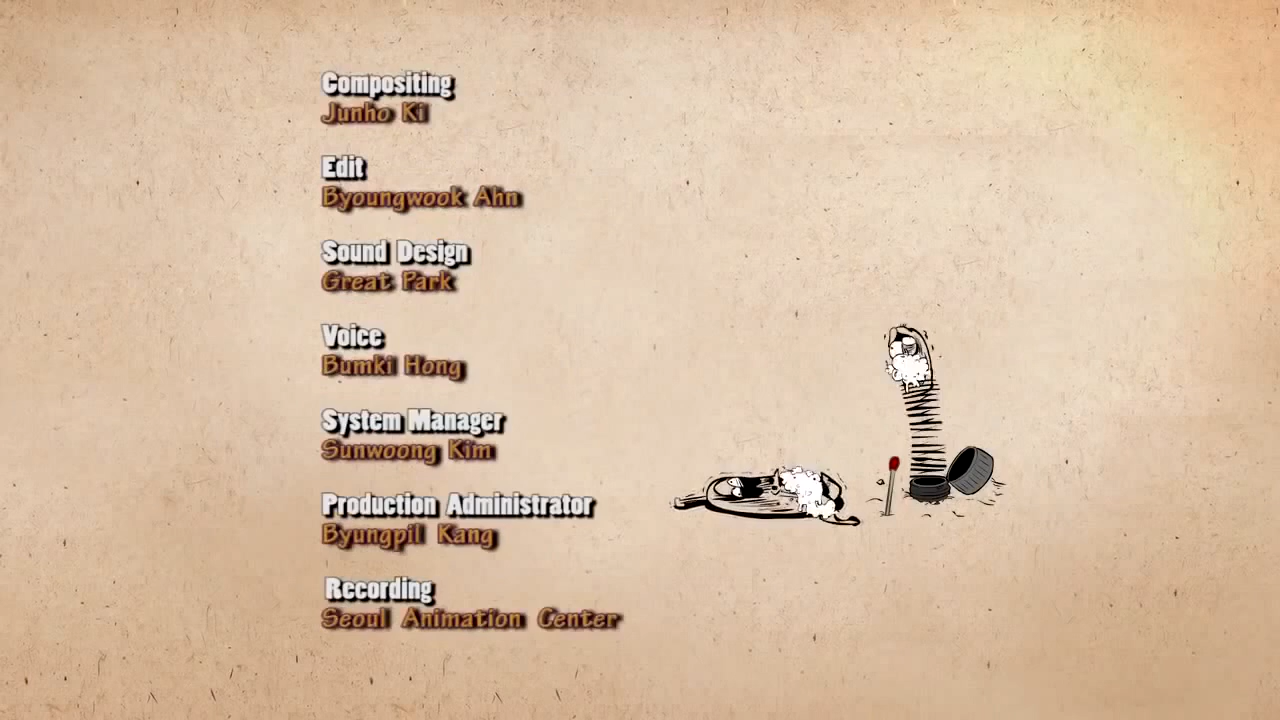 Compositing
Junho Ki
Edit
Byoungwook Ahn
Sound Design
Great Park
Voice
Bumki Hong
System Manager
Sunwoong Kim
Production Administrator
Byungpil Kang
Recording
Seoul Animation Center